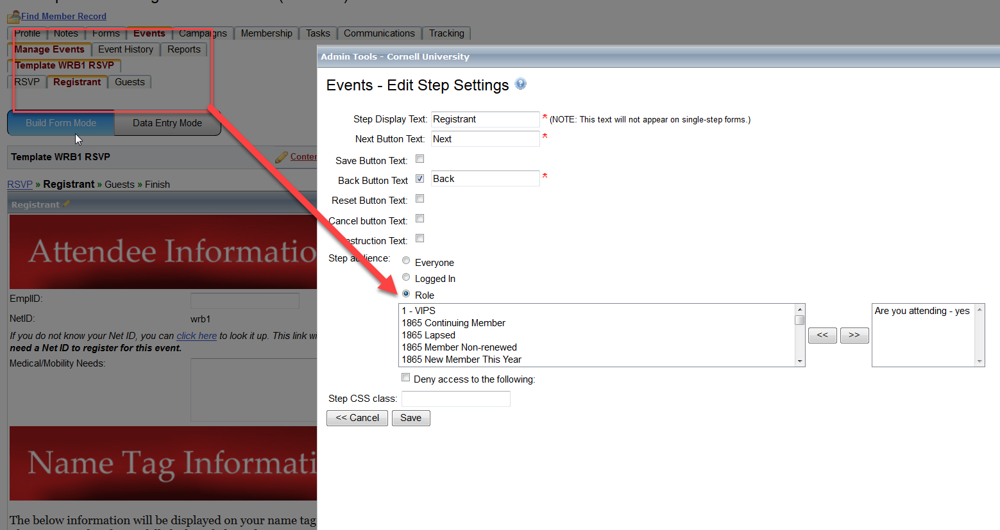 Find Member Record
Profile Notes Forms Events Campaigns Membership Tasks Communications Tracking
Manage Events Event History Reports
Template WRB1 RSVP
RSVP Registrant Guests
Build Form Mode Data Entry Mode
Template WRB1 RSVP Conten
RSVP » Registrant » Guests » Finish
Registrant
Attendee Informatio
EmplID:
NetID: wrb1
If you do not know your Net ID, you can click here to look it up. This link wi
need a Net ID to register for this event.
Medical/Mobility Needs:
Name Tag Informati
The below information will be displayed on your name tag
Admin Tools - Cornell University
Events - Edit Step Settings ?
Step Display Text: Registrant * (NOTE: This text will not appear on single-step forms.)
Next Button Text: Next *
Save Button Text:
Back Button Text Back *
Reset Button Text:
Cancel button Text:
struction Text:
Step audience: Everyone
Logged In
Role
1 - VIPS
1865 Continuing Member
1865 Lapsed
1865 Member Non-renewed
1865 New Member This Year
<< >>
Are you attending - yes
Deny access to the following:
Step CSS class:
<< Cancel Save